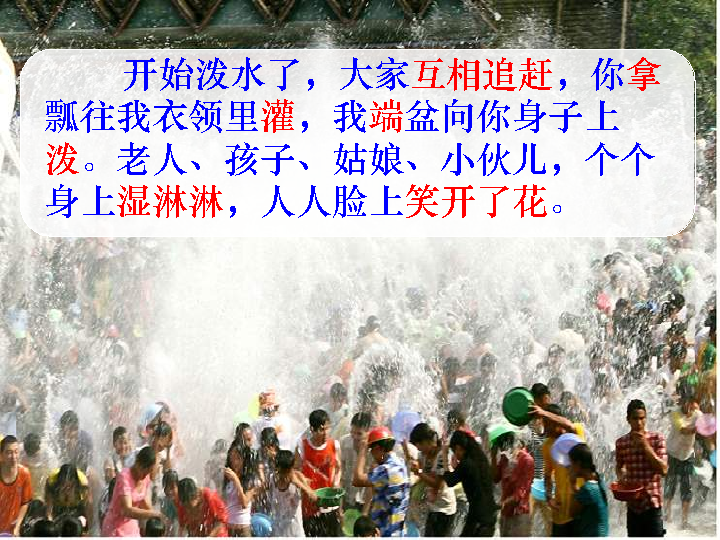 开始泼水了，大家互相追赶，你拿
瓢往我衣领里灌，我端盆向你身子上
泼。老人、孩子、姑娘、小伙儿，个个
身上湿淋淋，人人脸上笑开了花。